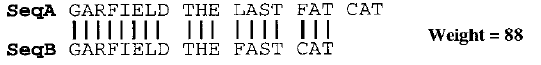 SeqA GARFIELD THE LAST FAT CAT
SeqB GARFIELD THE FAST CAT
Weight = 88